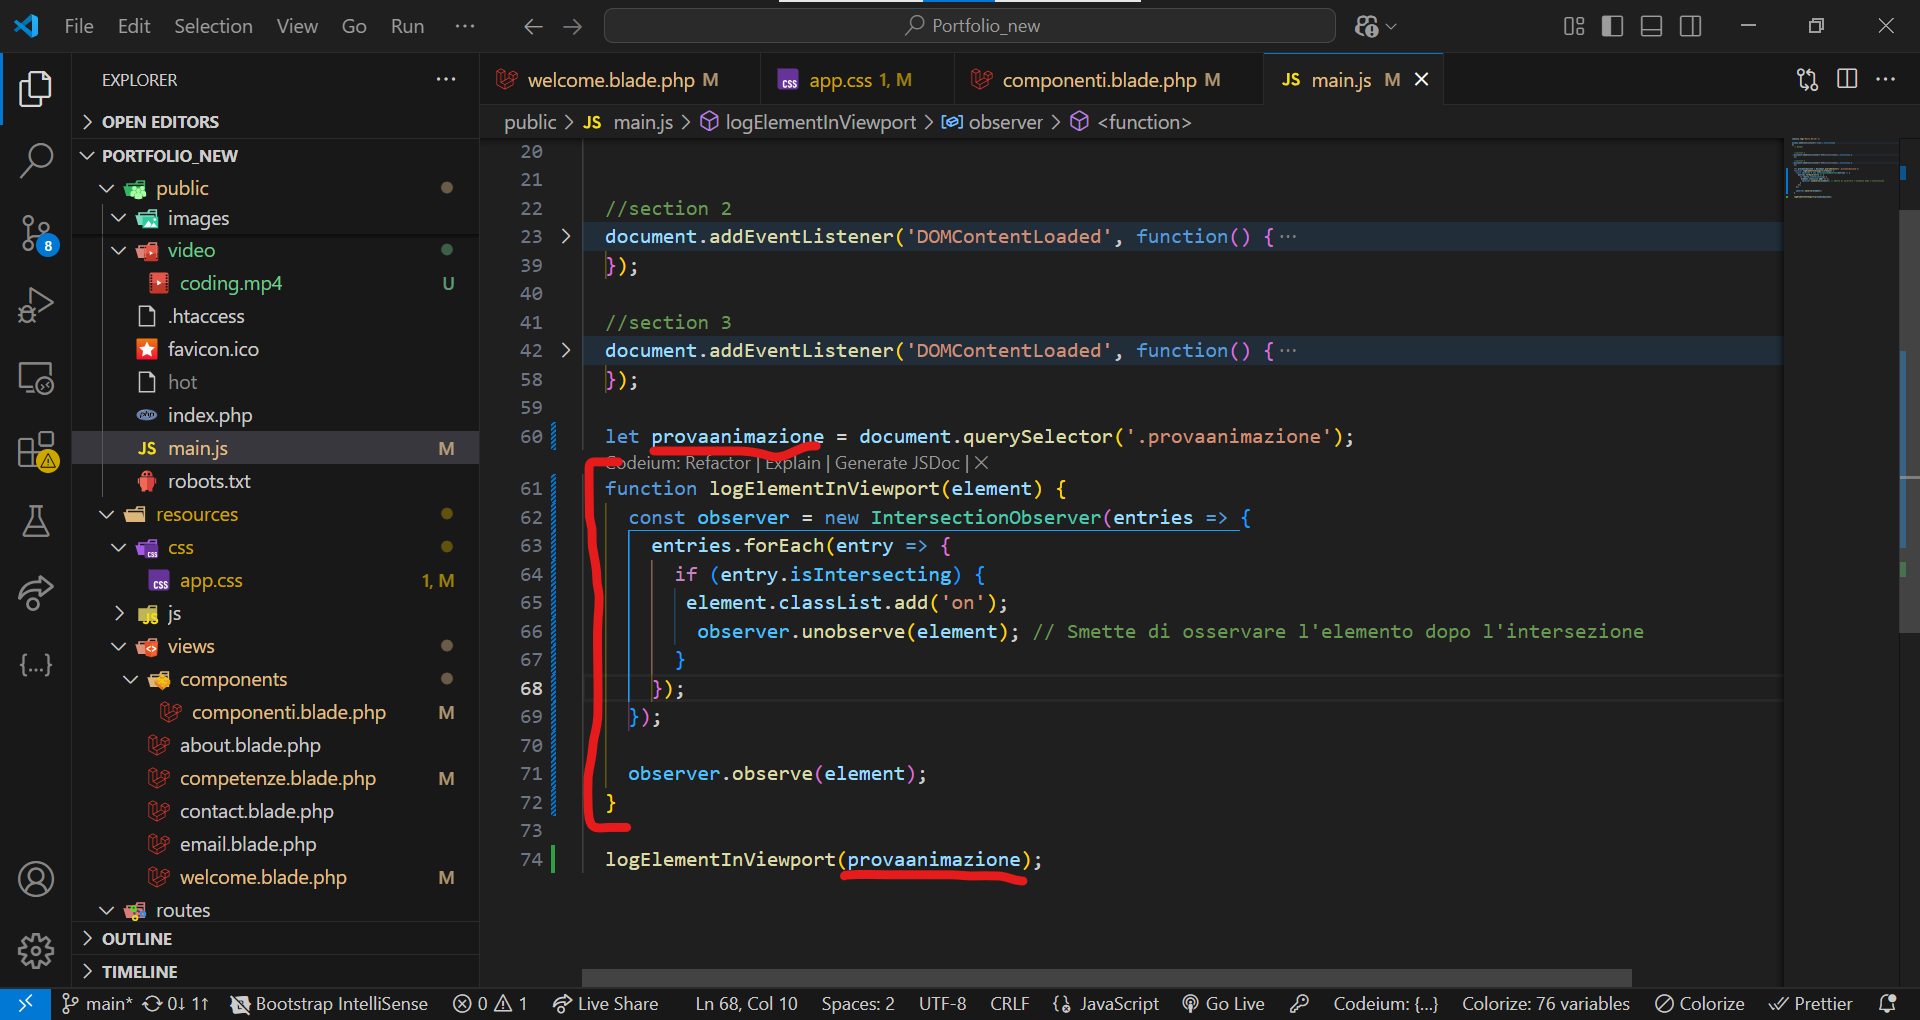 File Edit Selection View Go Run ··· Portfolio_new
EXPLORER ···
OPEN EDITORS
PORTFOLIO_NEW
public
images
video
coding.mp4 U
.htaccess
favicon.ico
hot
index.php
JS main.js M
robots.txt
resources
css
app.css 1, M
js
views
components
componenti.blade.php M
about.blade.php
competenze.blade.php M
contact.blade.php
email.blade.php
welcome.blade.php M
routes
OUTLINE
TIMELINE
8
welcome.blade.php M app.css 1, M componenti.blade.php M JS main.js M
public > JS main.js > logElementInViewport > observer > <function>
20
21
22 //section 2
23 document.addEventListener('DOMContentLoaded', function() {···
39 });
40
41 //section 3
42 document.addEventListener('DOMContentLoaded', function() {···
58 });
59
60 let provaanimazione = document.querySelector('.provaanimazione');
Codeium: Refactor | Explain | Generate JSDoc | X
61 function logElementInViewport(element) {
62 const observer = new IntersectionObserver(entries => {
63 entries.forEach(entry => {
64 if (entry.isIntersecting) {
65 element.classList.add('on');
66 observer.unobserve(element); // Smette di osservare l'elemento dopo l'intersezione
67 }
68 });
69 });
70
71 observer.observe(element);
72 }
73
74 logElementInViewport(provaanimazione);
main* 0↓ 1↑ Bootstrap IntelliSense 0 1 Live Share Ln 68, Col 10 Spaces: 2 UTF-8 CRLF JavaScript Go Live Codeium: {...} Colorize: 76 variables Colorize Prettier